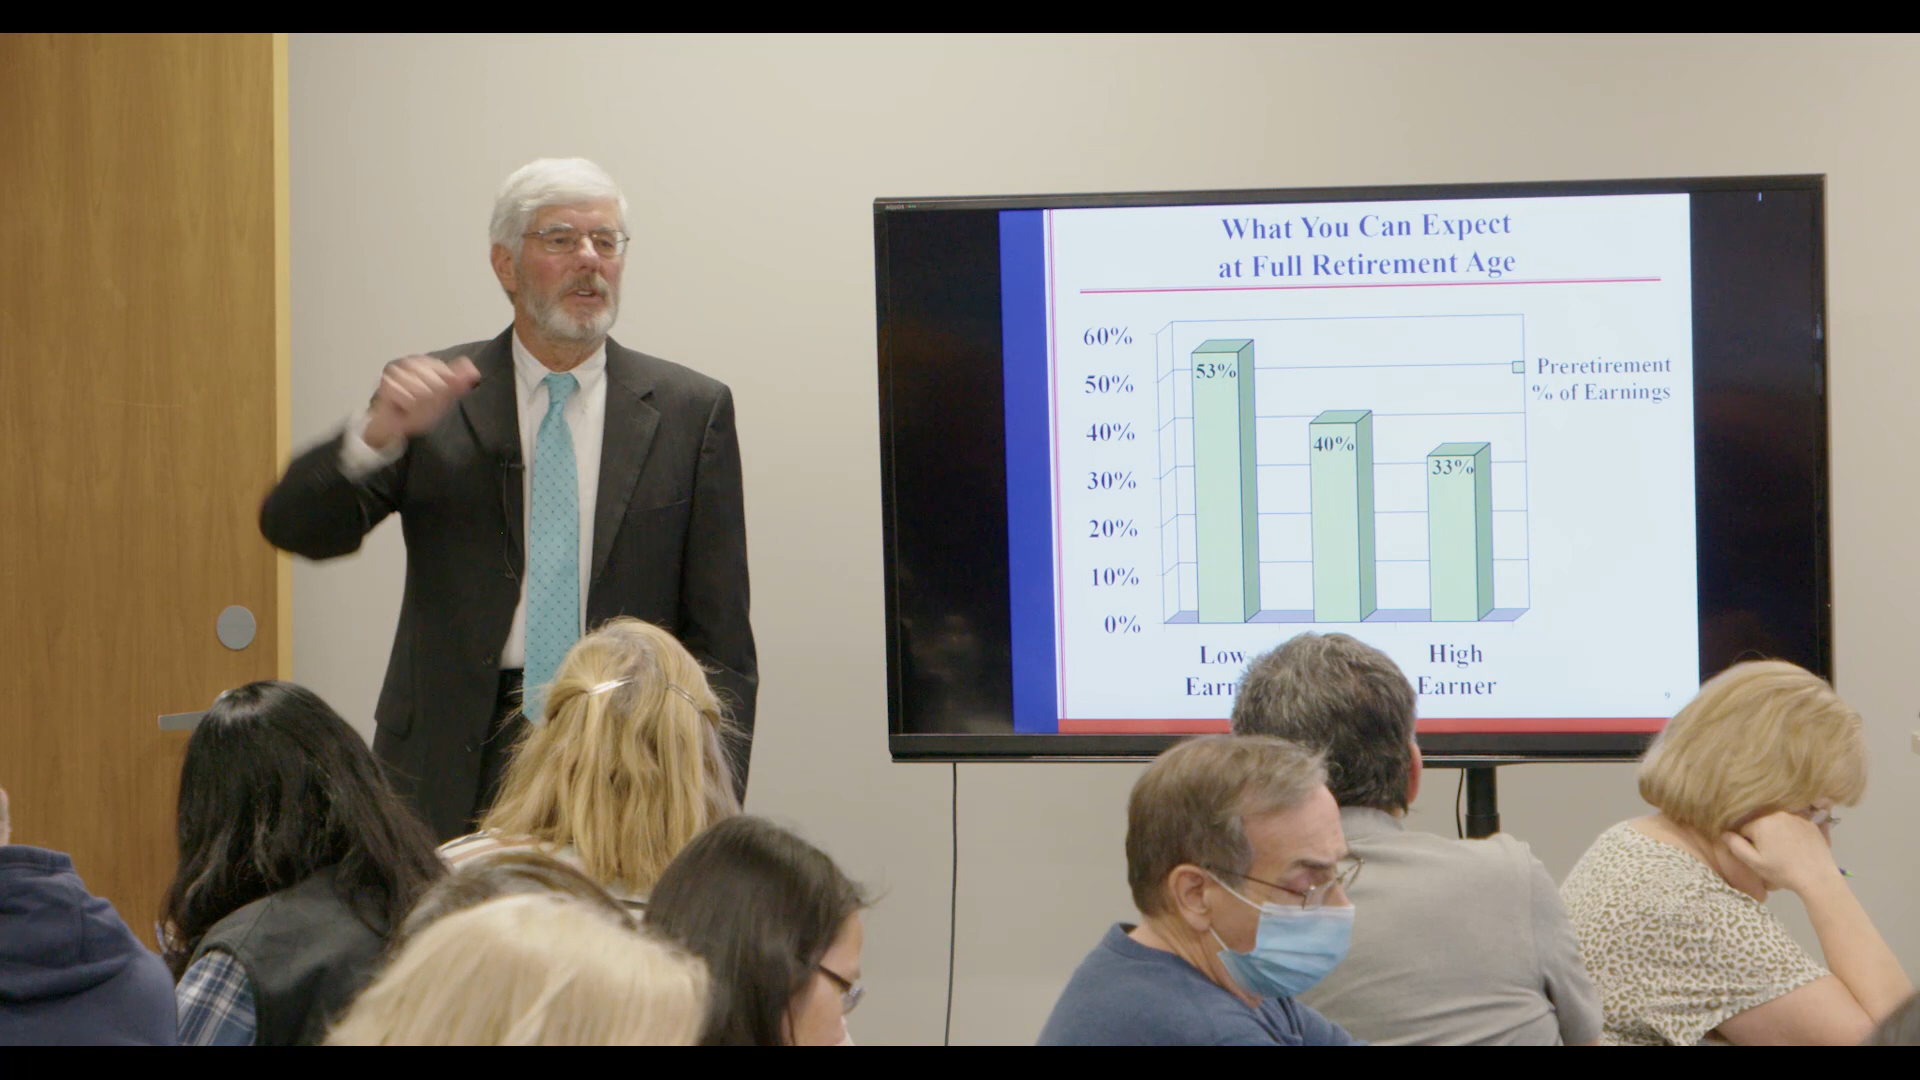 What You Can Expect
at Full Retirement Age
60%
50%
40%
30%
20%
10%
0%
53%
40%
33%
Preretirement
% of Earnings
Low
High
Earner
9